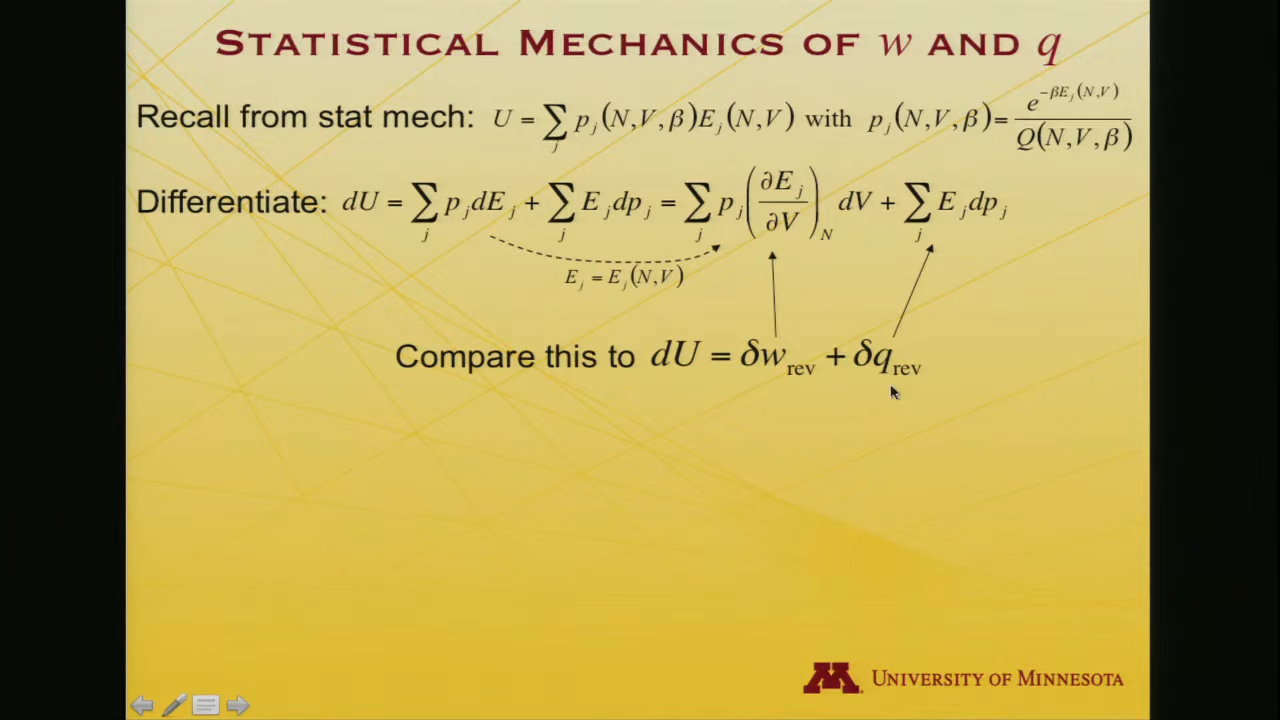 STATISTICAL MECHANICS OF w AND q
Recall from stat mech: U = ∑_j p_j(N,V,β)E_j(N,V) with p_j(N,V,β) = e^{−βE_j(N,V)} / Q(N,V,β)
Differentiate: dU = ∑_j p_j dE_j + ∑_j E_j dp_j = ∑_j p_j (∂E_j/∂V)_N dV + ∑_j E_j dp_j
E_j = E_j(N,V)
Compare this to dU = δw_rev + δq_rev
UNIVERSITY OF MINNESOTA